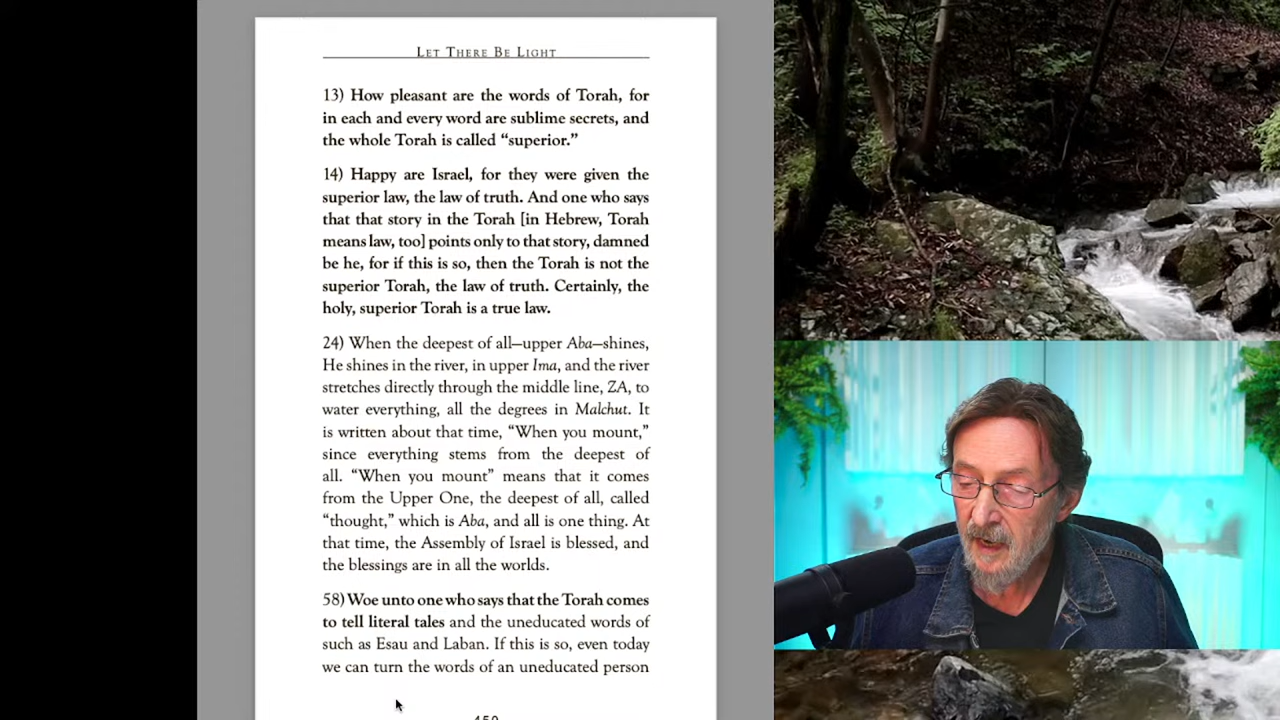 LET THERE BE LIGHT
13) How pleasant are the words of Torah, for
in each and every word are sublime secrets, and
the whole Torah is called “superior.”
14) Happy are Israel, for they were given the
superior law, the law of truth. And one who says
that that story in the Torah [in Hebrew, Torah
means law, too] points only to that story, damned
be he, for if this is so, then the Torah is not the
superior Torah, the law of truth. Certainly, the
holy, superior Torah is a true law.
24) When the deepest of all—upper Aba—shines,
He shines in the river, in upper Ima, and the river
stretches directly through the middle line, ZA, to
water everything, all the degrees in Malchut. It
is written about that time, “When you mount,”
since everything stems from the deepest of
all. “When you mount” means that it comes
from the Upper One, the deepest of all, called
“thought,” which is Aba, and all is one thing. At
that time, the Assembly of Israel is blessed, and
the blessings are in all the worlds.
58) Woe unto one who says that the Torah comes
to tell literal tales and the uneducated words of
such as Esau and Laban. If this is so, even today
we can turn the words of an uneducated person